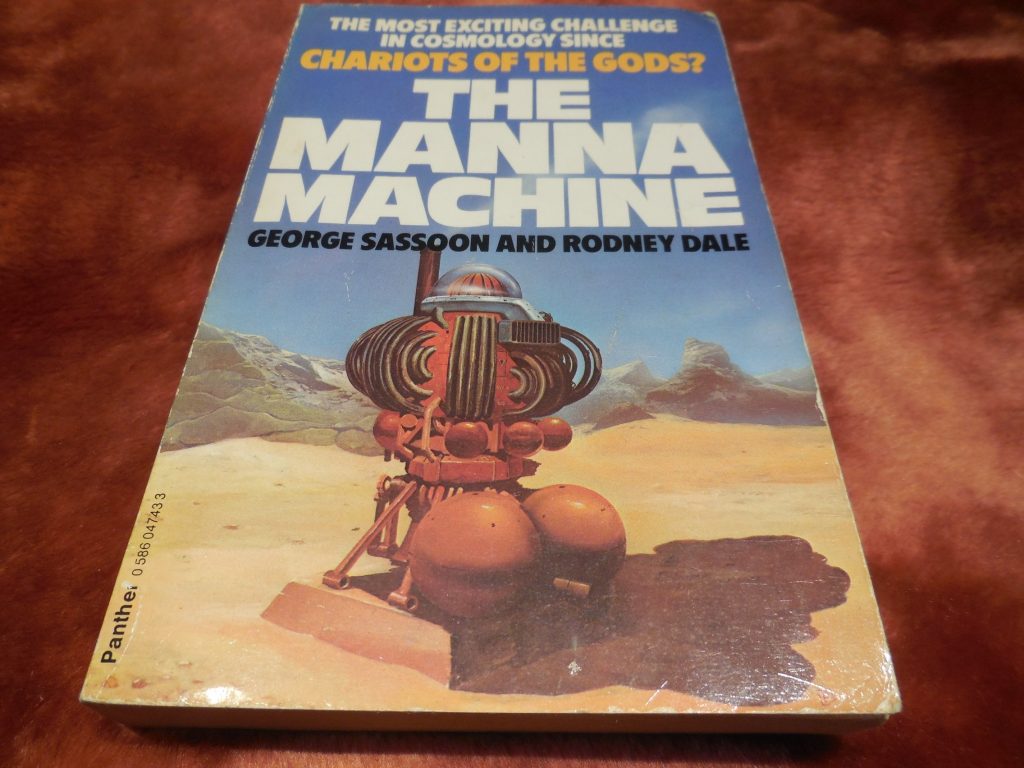 THE MOST EXCITING CHALLENGE
IN COSMOLOGY SINCE
CHARIOTS OF THE GODS?
THE
MANNA
MACHINE
GEORGE SASSOON AND RODNEY DALE
Panther 0 586 04743 3